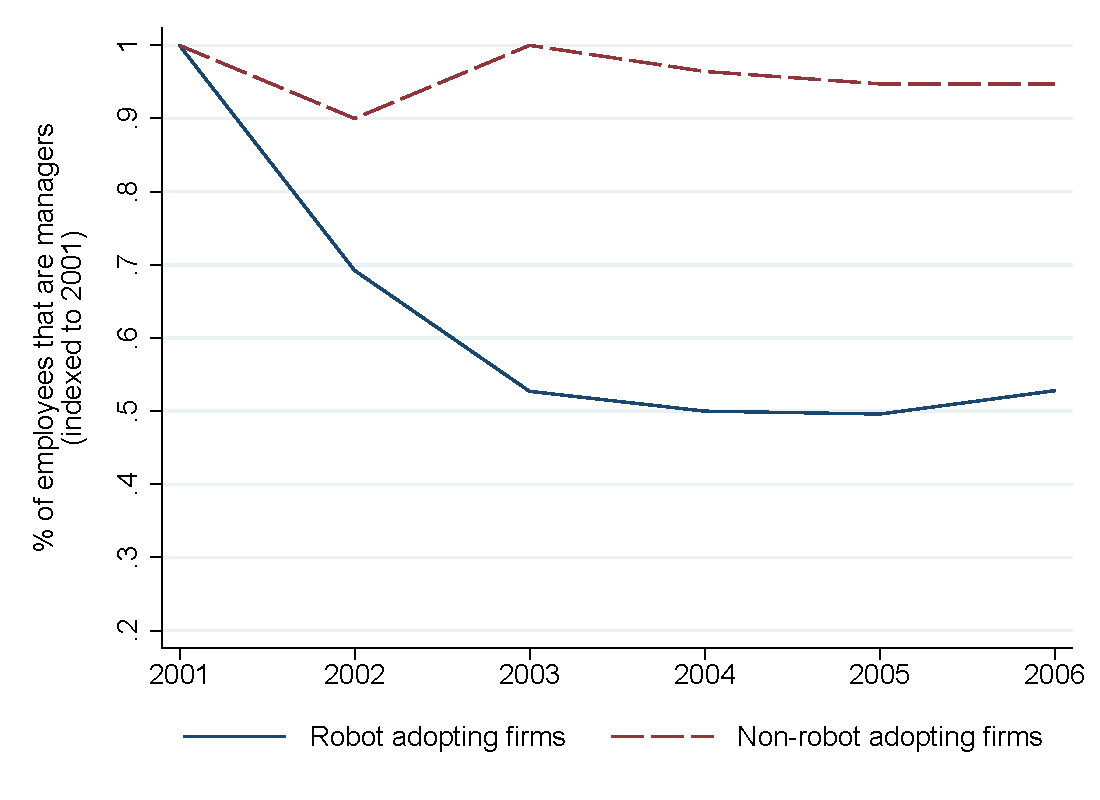 % of employees that are managers
(indexed to 2001)
1
.9
.8
.7
.6
.5
.4
.3
.2
2001 2002 2003 2004 2005 2006
Robot adopting firms Non-robot adopting firms